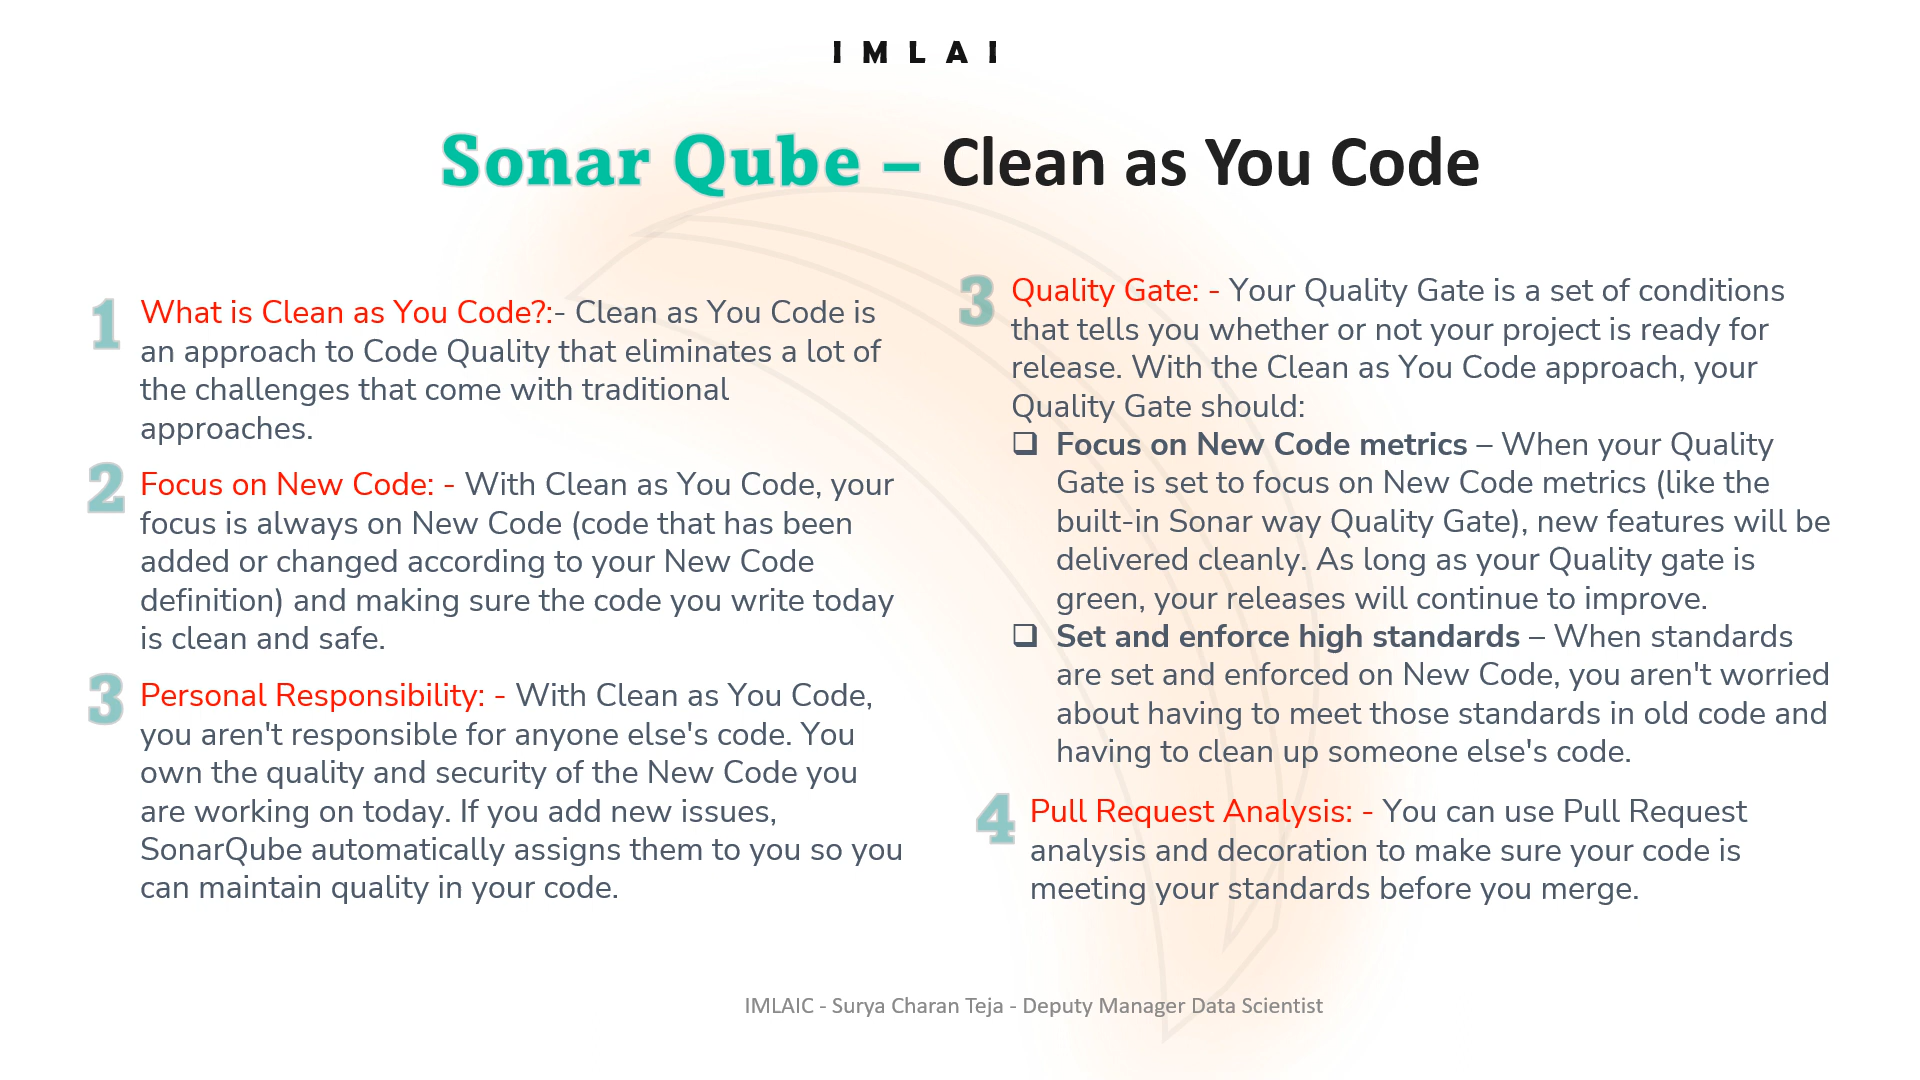 IMLAI
Sonar Qube – Clean as You Code
1 What is Clean as You Code?:- Clean as You Code is
an approach to Code Quality that eliminates a lot of
the challenges that come with traditional
approaches.
2 Focus on New Code: - With Clean as You Code, your
focus is always on New Code (code that has been
added or changed according to your New Code
definition) and making sure the code you write today
is clean and safe.
3 Personal Responsibility: - With Clean as You Code,
you aren't responsible for anyone else's code. You
own the quality and security of the New Code you
are working on today. If you add new issues,
SonarQube automatically assigns them to you so you
can maintain quality in your code.
3 Quality Gate: - Your Quality Gate is a set of conditions
that tells you whether or not your project is ready for
release. With the Clean as You Code approach, your
Quality Gate should:
❑ Focus on New Code metrics – When your Quality
Gate is set to focus on New Code metrics (like the
built-in Sonar way Quality Gate), new features will be
delivered cleanly. As long as your Quality gate is
green, your releases will continue to improve.
❑ Set and enforce high standards – When standards
are set and enforced on New Code, you aren't worried
about having to meet those standards in old code and
having to clean up someone else's code.
4 Pull Request Analysis: - You can use Pull Request
analysis and decoration to make sure your code is
meeting your standards before you merge.
IMLAIC - Surya Charan Teja - Deputy Manager Data Scientist